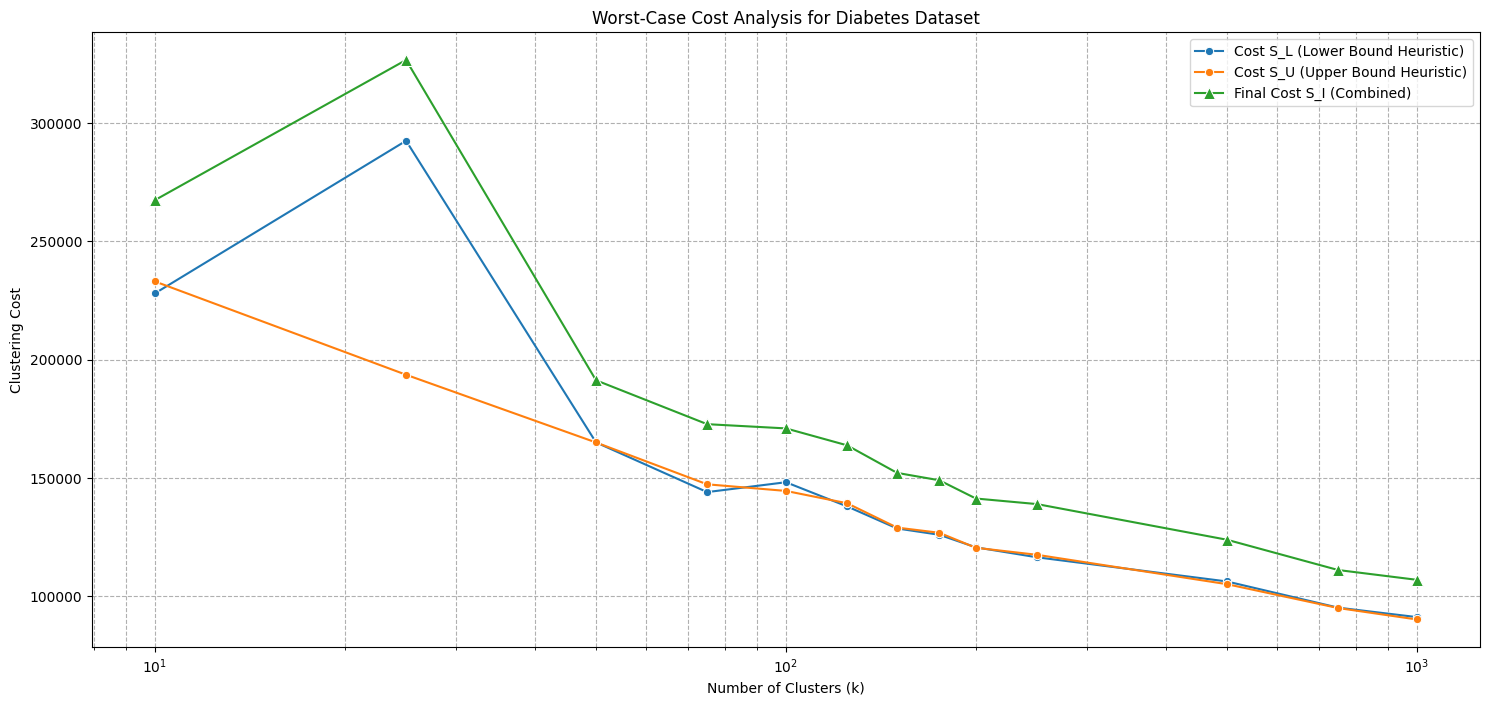 Worst-Case Cost Analysis for Diabetes Dataset
Cost S_L (Lower Bound Heuristic)
Cost S_U (Upper Bound Heuristic)
Final Cost S_I (Combined)
Clustering Cost
300000
250000
200000
150000
100000
10¹
10²
10³
Number of Clusters (k)